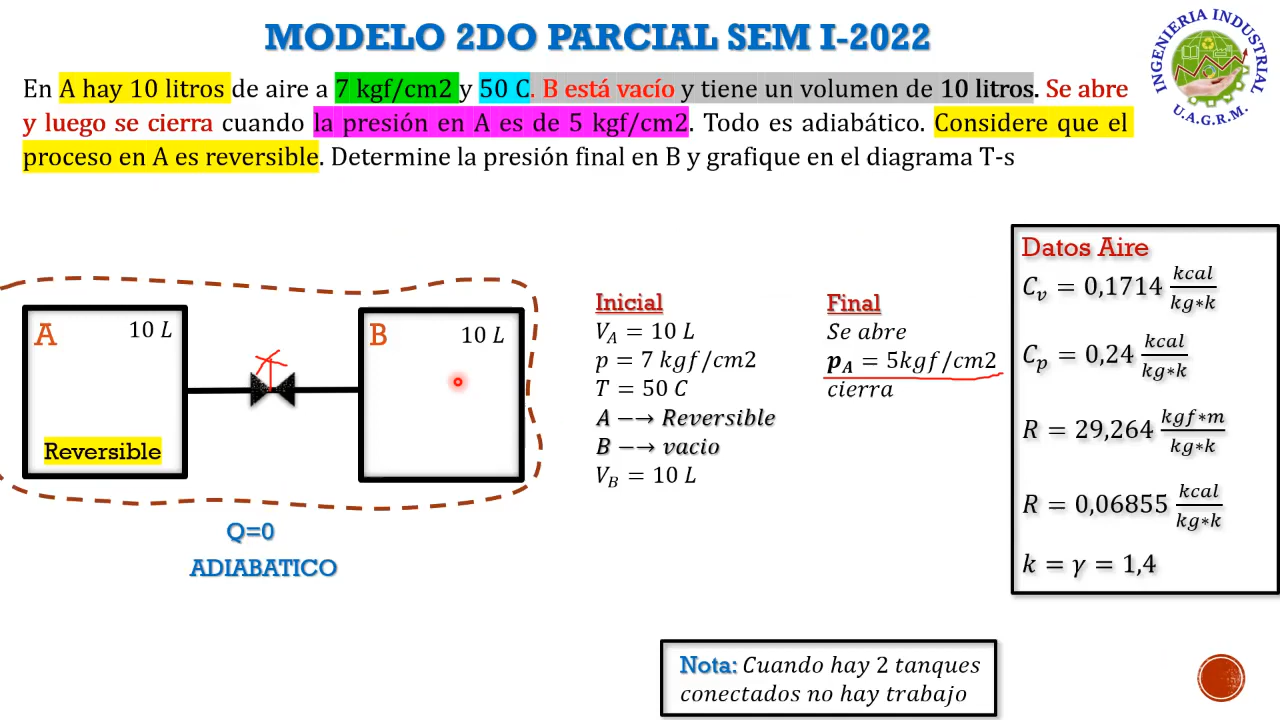 MODELO 2DO PARCIAL SEM I-2022
INGENIERIA INDUSTRIAL
U.A.G.R.M.
En A hay 10 litros de aire a 7 kgf/cm2 y 50 C. B está vacío y tiene un volumen de 10 litros. Se abre
y luego se cierra cuando la presión en A es de 5 kgf/cm2. Todo es adiabático. Considere que el
proceso en A es reversible. Determine la presión final en B y grafique en el diagrama T-s
A 10 L
B 10 L
Reversible
Q=0
ADIABATICO
Inicial
V_A = 10 L
p = 7 kgf/cm2
T = 50 C
A −→ Reversible
B −→ vacio
V_B = 10 L
Final
Se abre
p_A = 5kgf/cm2
cierra
Datos Aire
C_v = 0,1714 kcal/kg∗k
C_p = 0,24 kcal/kg∗k
R = 29,264 kgf∗m/kg∗k
R = 0,06855 kcal/kg∗k
k = γ = 1,4
Nota: Cuando hay 2 tanques
conectados no hay trabajo